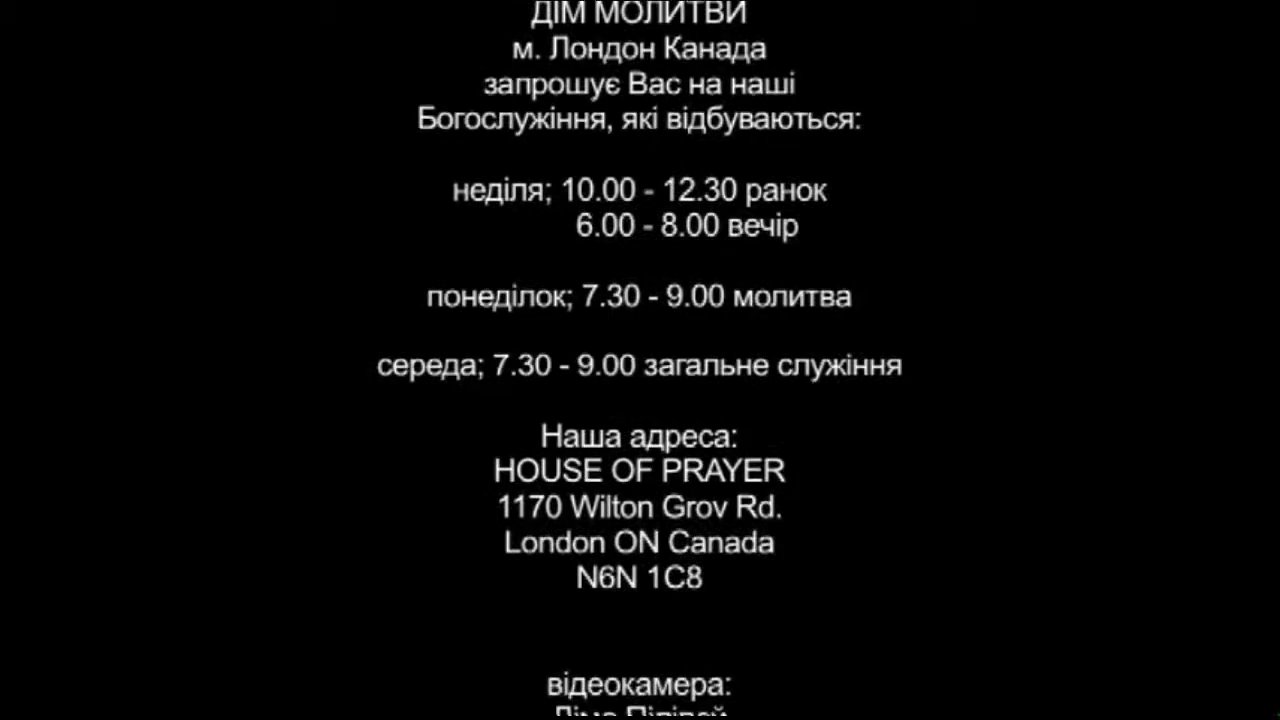 ДІМ МОЛИТВИ
м. Лондон Канада
запрошує Вас на наші
Богослужіння, які відбуваються:
неділя; 10.00 - 12.30 ранок
6.00 - 8.00 вечір
понеділок; 7.30 - 9.00 молитва
середа; 7.30 - 9.00 загальне служіння
Наша адреса:
HOUSE OF PRAYER
1170 Wilton Grov Rd.
London ON Canada
N6N 1C8
відеокамера: